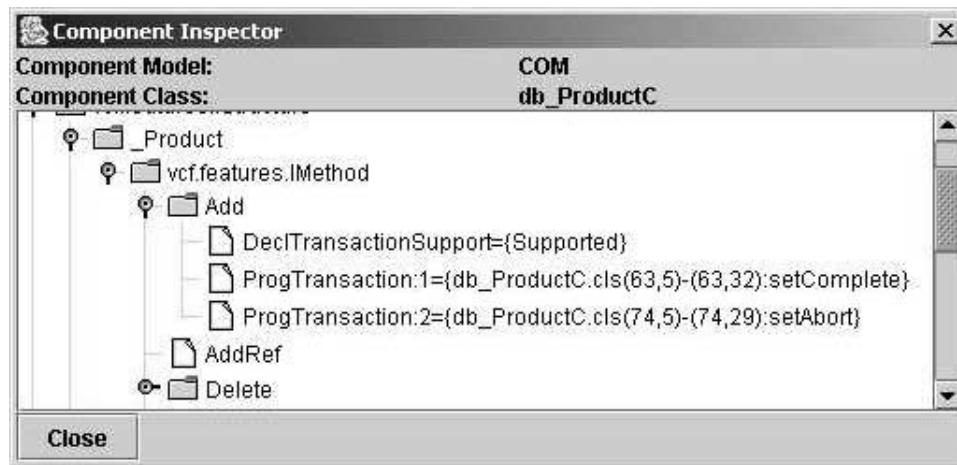 Component Inspector
Component Model: COM
Component Class: db_ProductC
_Product
vcf.features.IMethod
Add
DeclTransactionSupport={Supported}
ProgTransaction:1={db_ProductC.cls(63,5)-(63,32):setComplete}
ProgTransaction:2={db_ProductC.cls(74,5)-(74,29):setAbort}
AddRef
Delete
Close